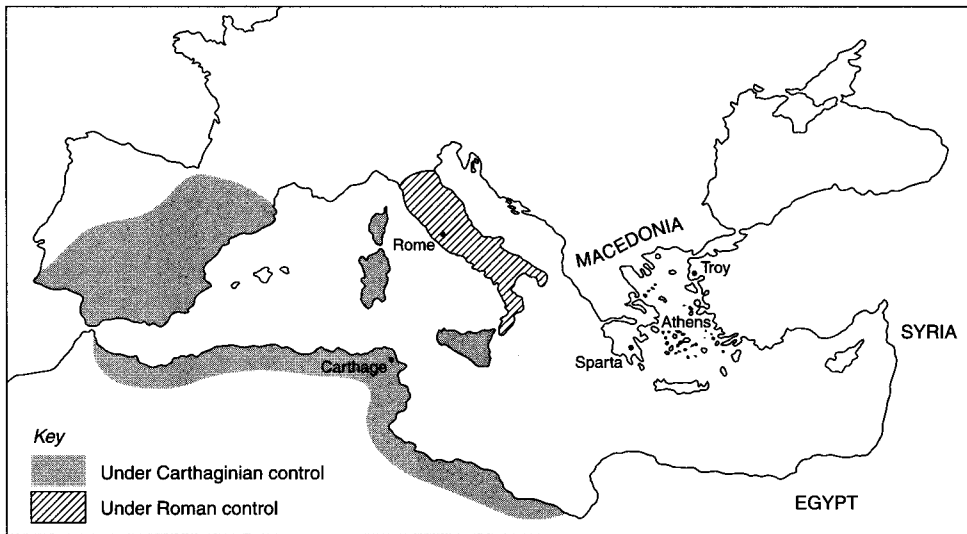 MACEDONIA
Rome
Troy
Athens
SYRIA
Sparta
Carthage
Key
Under Carthaginian control
Under Roman control
EGYPT